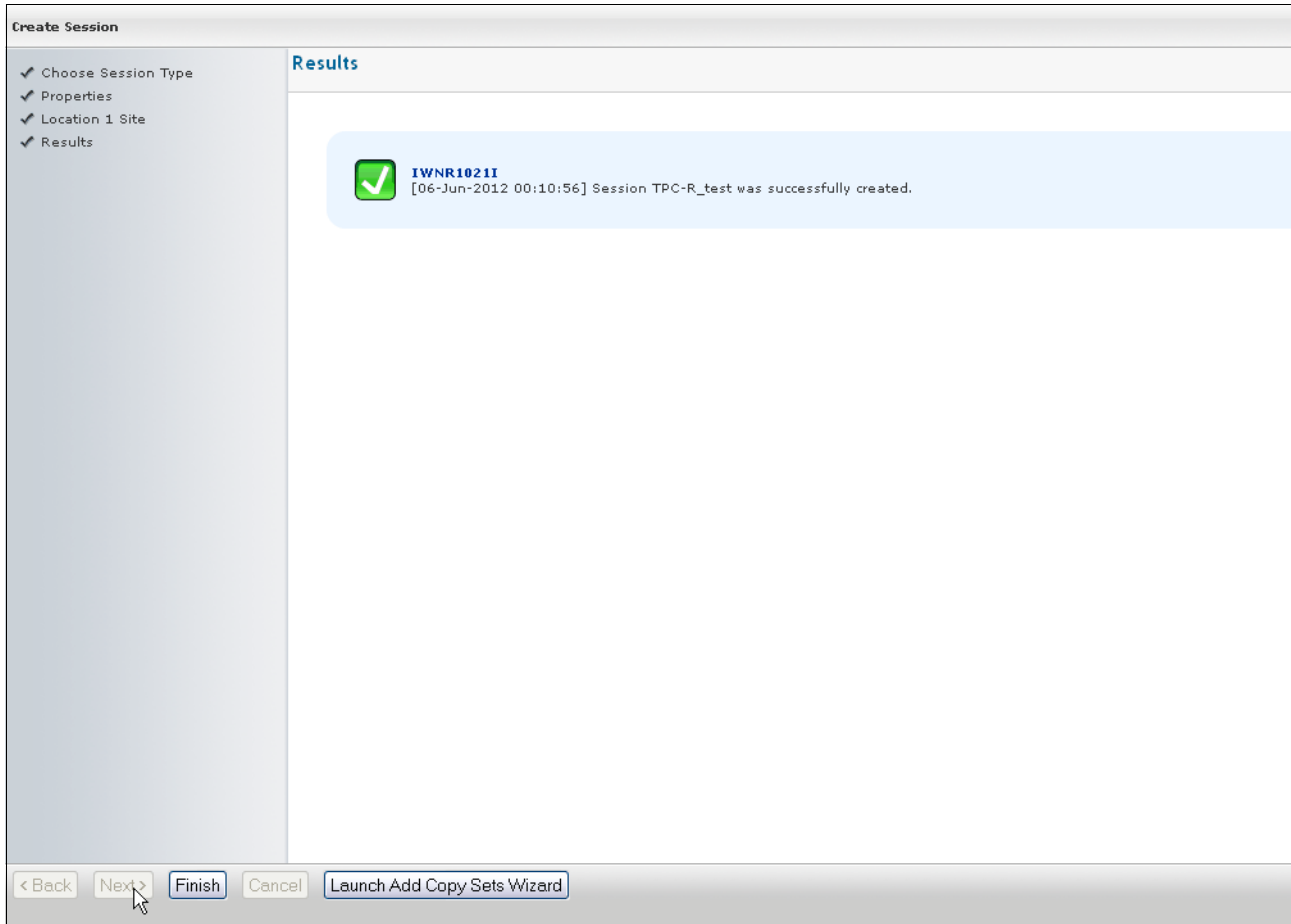 Create Session
Choose Session Type
Properties
Location 1 Site
Results
Results
IWNR1021I
[06-Jun-2012 00:10:56] Session TPC-R_test was successfully created.
< Back Next > Finish Cancel Launch Add Copy Sets Wizard